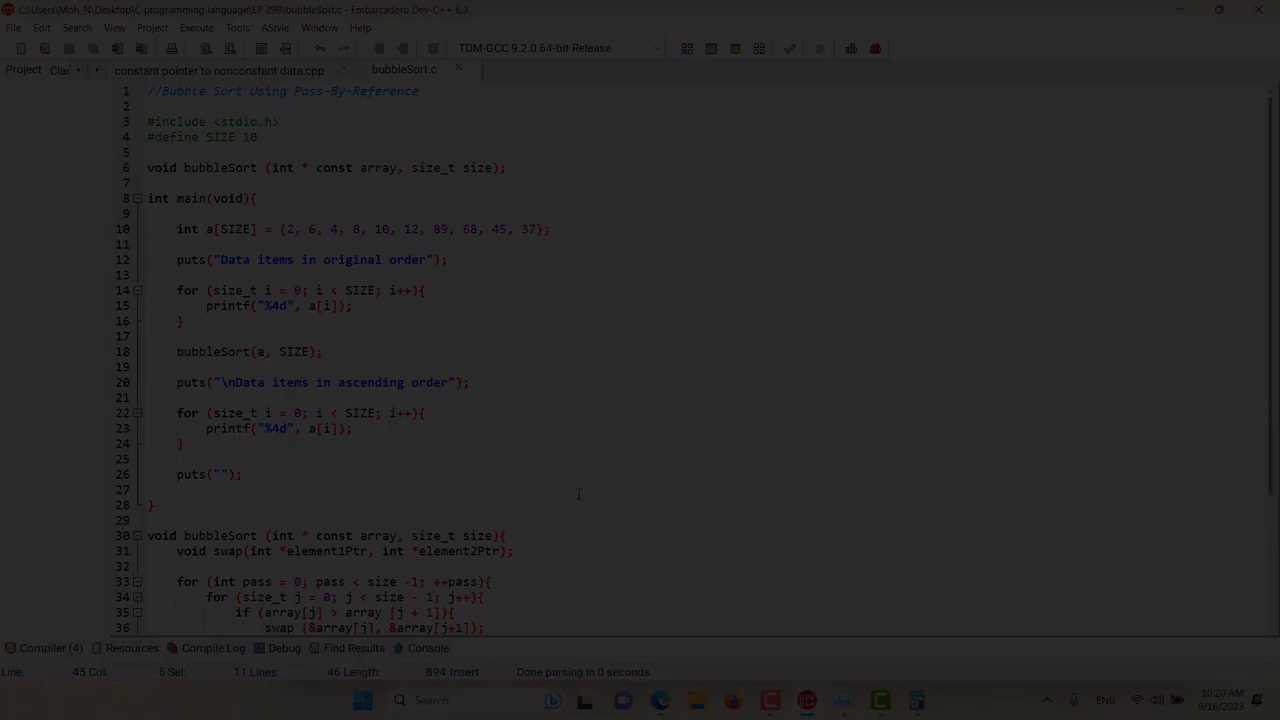 C:\Users\Moh_N\Desktop\C programming language\EP 298\bubbleSort.c - Embarcadero Dev-C++ 6.3
File Edit Search View Project Execute Tools AStyle Window Help
TDM-GCC 9.2.0 64-bit Release
Project Clas constant pointer to nonconstant data.cpp bubbleSort.c
1 //Bubble Sort Using Pass-By-Reference
2
3 #include <stdio.h>
4 #define SIZE 10
5
6 void bubbleSort (int * const array, size_t size);
7
8 int main(void){
9
10 int a[SIZE] = {2, 6, 4, 8, 10, 12, 89, 68, 45, 37};
11
12 puts("Data items in original order");
13
14 for (size_t i = 0; i < SIZE; i++){
15 printf("%4d", a[i]);
16 }
17
18 bubbleSort(a, SIZE);
19
20 puts("\nData items in ascending order");
21
22 for (size_t i = 0; i < SIZE; i++){
23 printf("%4d", a[i]);
24 }
25
26 puts("");
27
28 }
29
30 void bubbleSort (int * const array, size_t size){
31 void swap(int *element1Ptr, int *element2Ptr);
32
33 for (int pass = 0; pass < size -1; ++pass){
34 for (size_t j = 0; j < size - 1; j++){
35 if (array[j] > array [j + 1]){
36 swap (&array[j], &array[j+1]);
Compiler (4) Resources Compile Log Debug Find Results Console
Line: 45 Col: 6 Sel: 11 Lines: 46 Length: 894 Insert Done parsing in 0 seconds
Search ENG 10:20 AM
8/16/2023